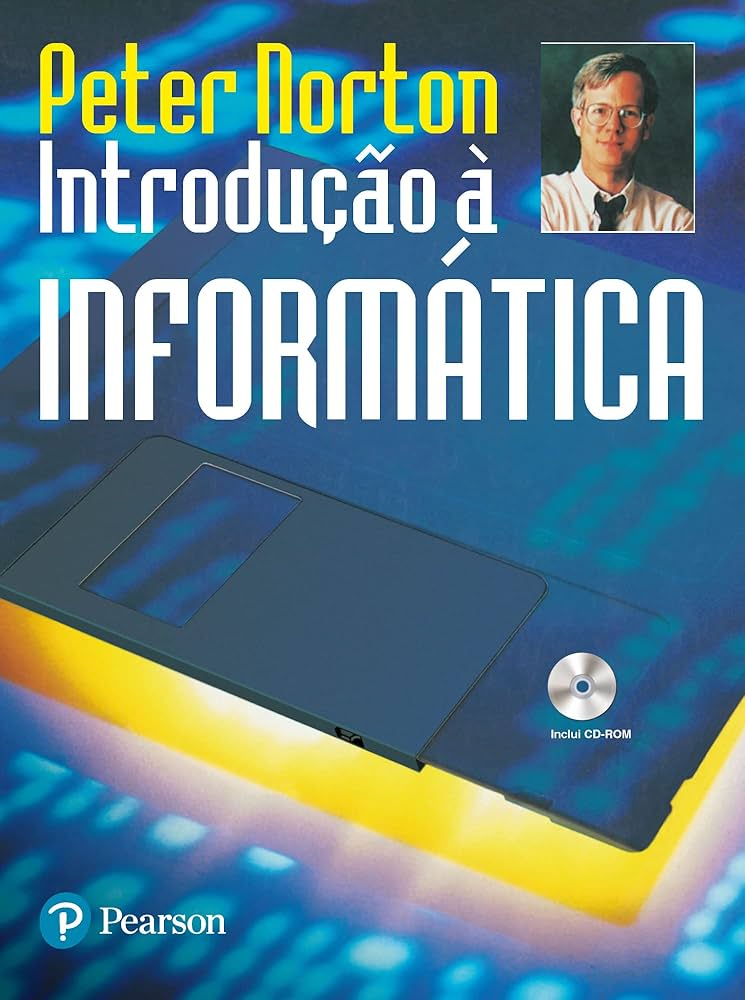 Peter Norton
Introdução à
INFORMÁTICA
Inclui CD-ROM
Pearson